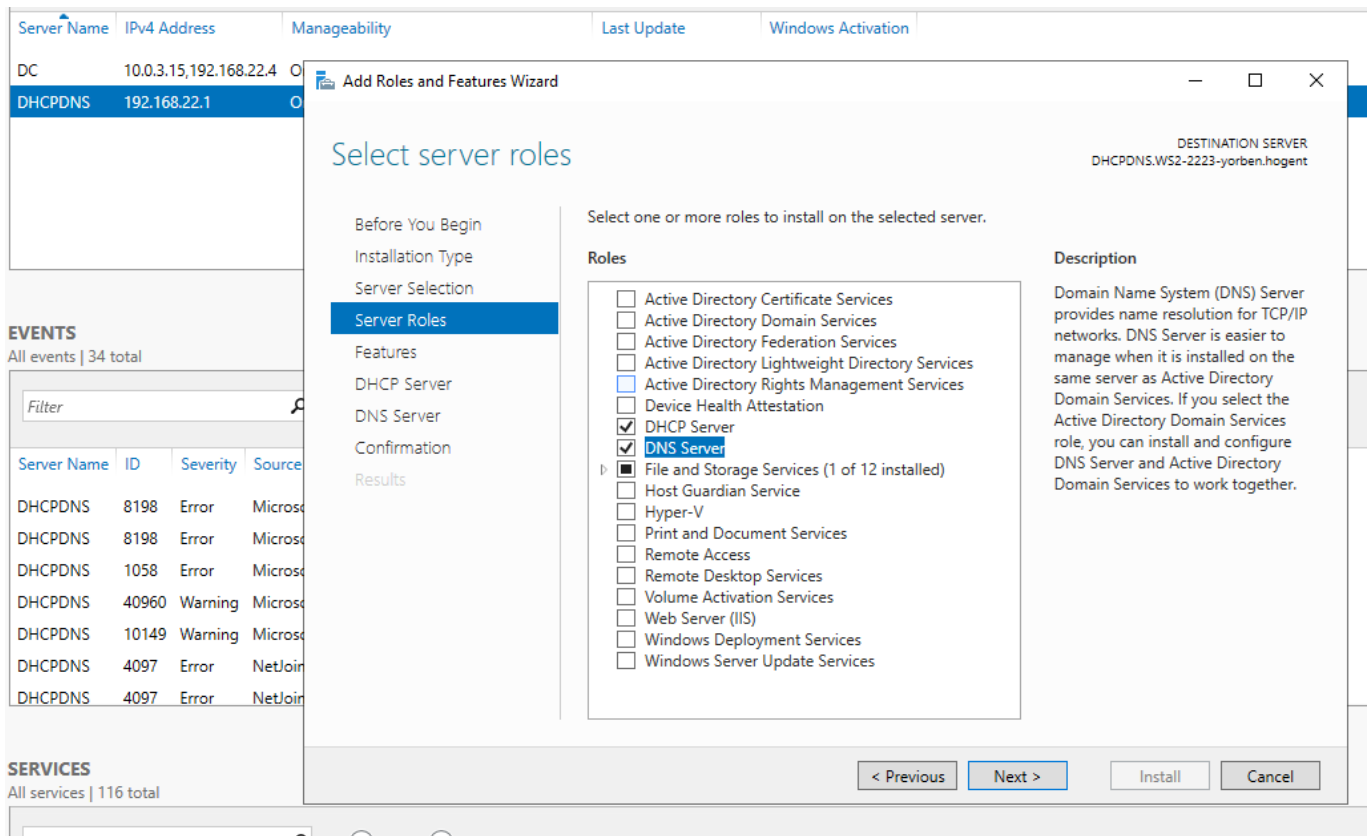 Server Name IPv4 Address Manageability Last Update Windows Activation
DC 10.0.3.15,192.168.22.4
DHCPDNS 192.168.22.1
Add Roles and Features Wizard
Select server roles
DESTINATION SERVER
DHCPDNS.WS2-2223-yorben.hogent
Before You Begin
Installation Type
Server Selection
Server Roles
Features
DHCP Server
DNS Server
Confirmation
Results
Select one or more roles to install on the selected server.
Roles
Active Directory Certificate Services
Active Directory Domain Services
Active Directory Federation Services
Active Directory Lightweight Directory Services
Active Directory Rights Management Services
Device Health Attestation
DHCP Server
DNS Server
File and Storage Services (1 of 12 installed)
Host Guardian Service
Hyper-V
Print and Document Services
Remote Access
Remote Desktop Services
Volume Activation Services
Web Server (IIS)
Windows Deployment Services
Windows Server Update Services
Description
Domain Name System (DNS) Server
provides name resolution for TCP/IP
networks. DNS Server is easier to
manage when it is installed on the
same server as Active Directory
Domain Services. If you select the
Active Directory Domain Services
role, you can install and configure
DNS Server and Active Directory
Domain Services to work together.
< Previous Next > Install Cancel
EVENTS
All events | 34 total
Filter
Server Name ID Severity Source
DHCPDNS 8198 Error
DHCPDNS 8198 Error
DHCPDNS 1058 Error
DHCPDNS 40960 Warning
DHCPDNS 10149 Warning
DHCPDNS 4097 Error
DHCPDNS 4097 Error
SERVICES
All services | 116 total